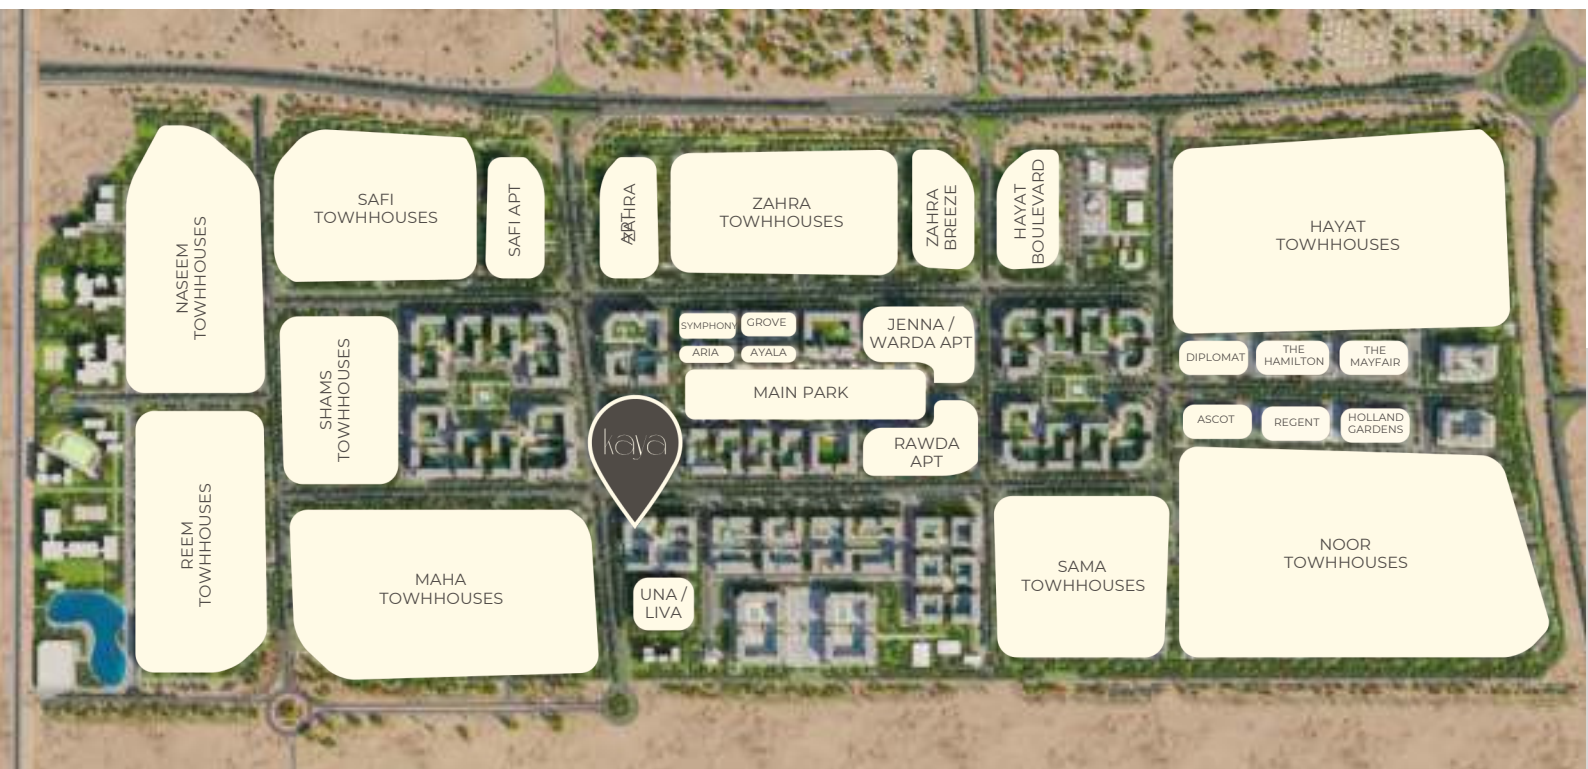 NASEEM
TOWHHOUSES
SAFI
TOWHHOUSES
SAFI APT
ZAHRA
APT
ZAHRA
TOWHHOUSES
ZAHRA
BREEZE
HAYAT
BOULEVARD
HAYAT
TOWHHOUSES
SHAMS
TOWHHOUSES
SYMPHONY
GROVE
ARIA
AYALA
JENNA /
WARDA APT
MAIN PARK
kaya
RAWDA
APT
DIPLOMAT
THE
HAMILTON
THE
MAYFAIR
ASCOT
REGENT
HOLLAND
GARDENS
REEM
TOWHHOUSES
MAHA
TOWHHOUSES
UNA /
LIVA
SAMA
TOWHHOUSES
NOOR
TOWHHOUSES